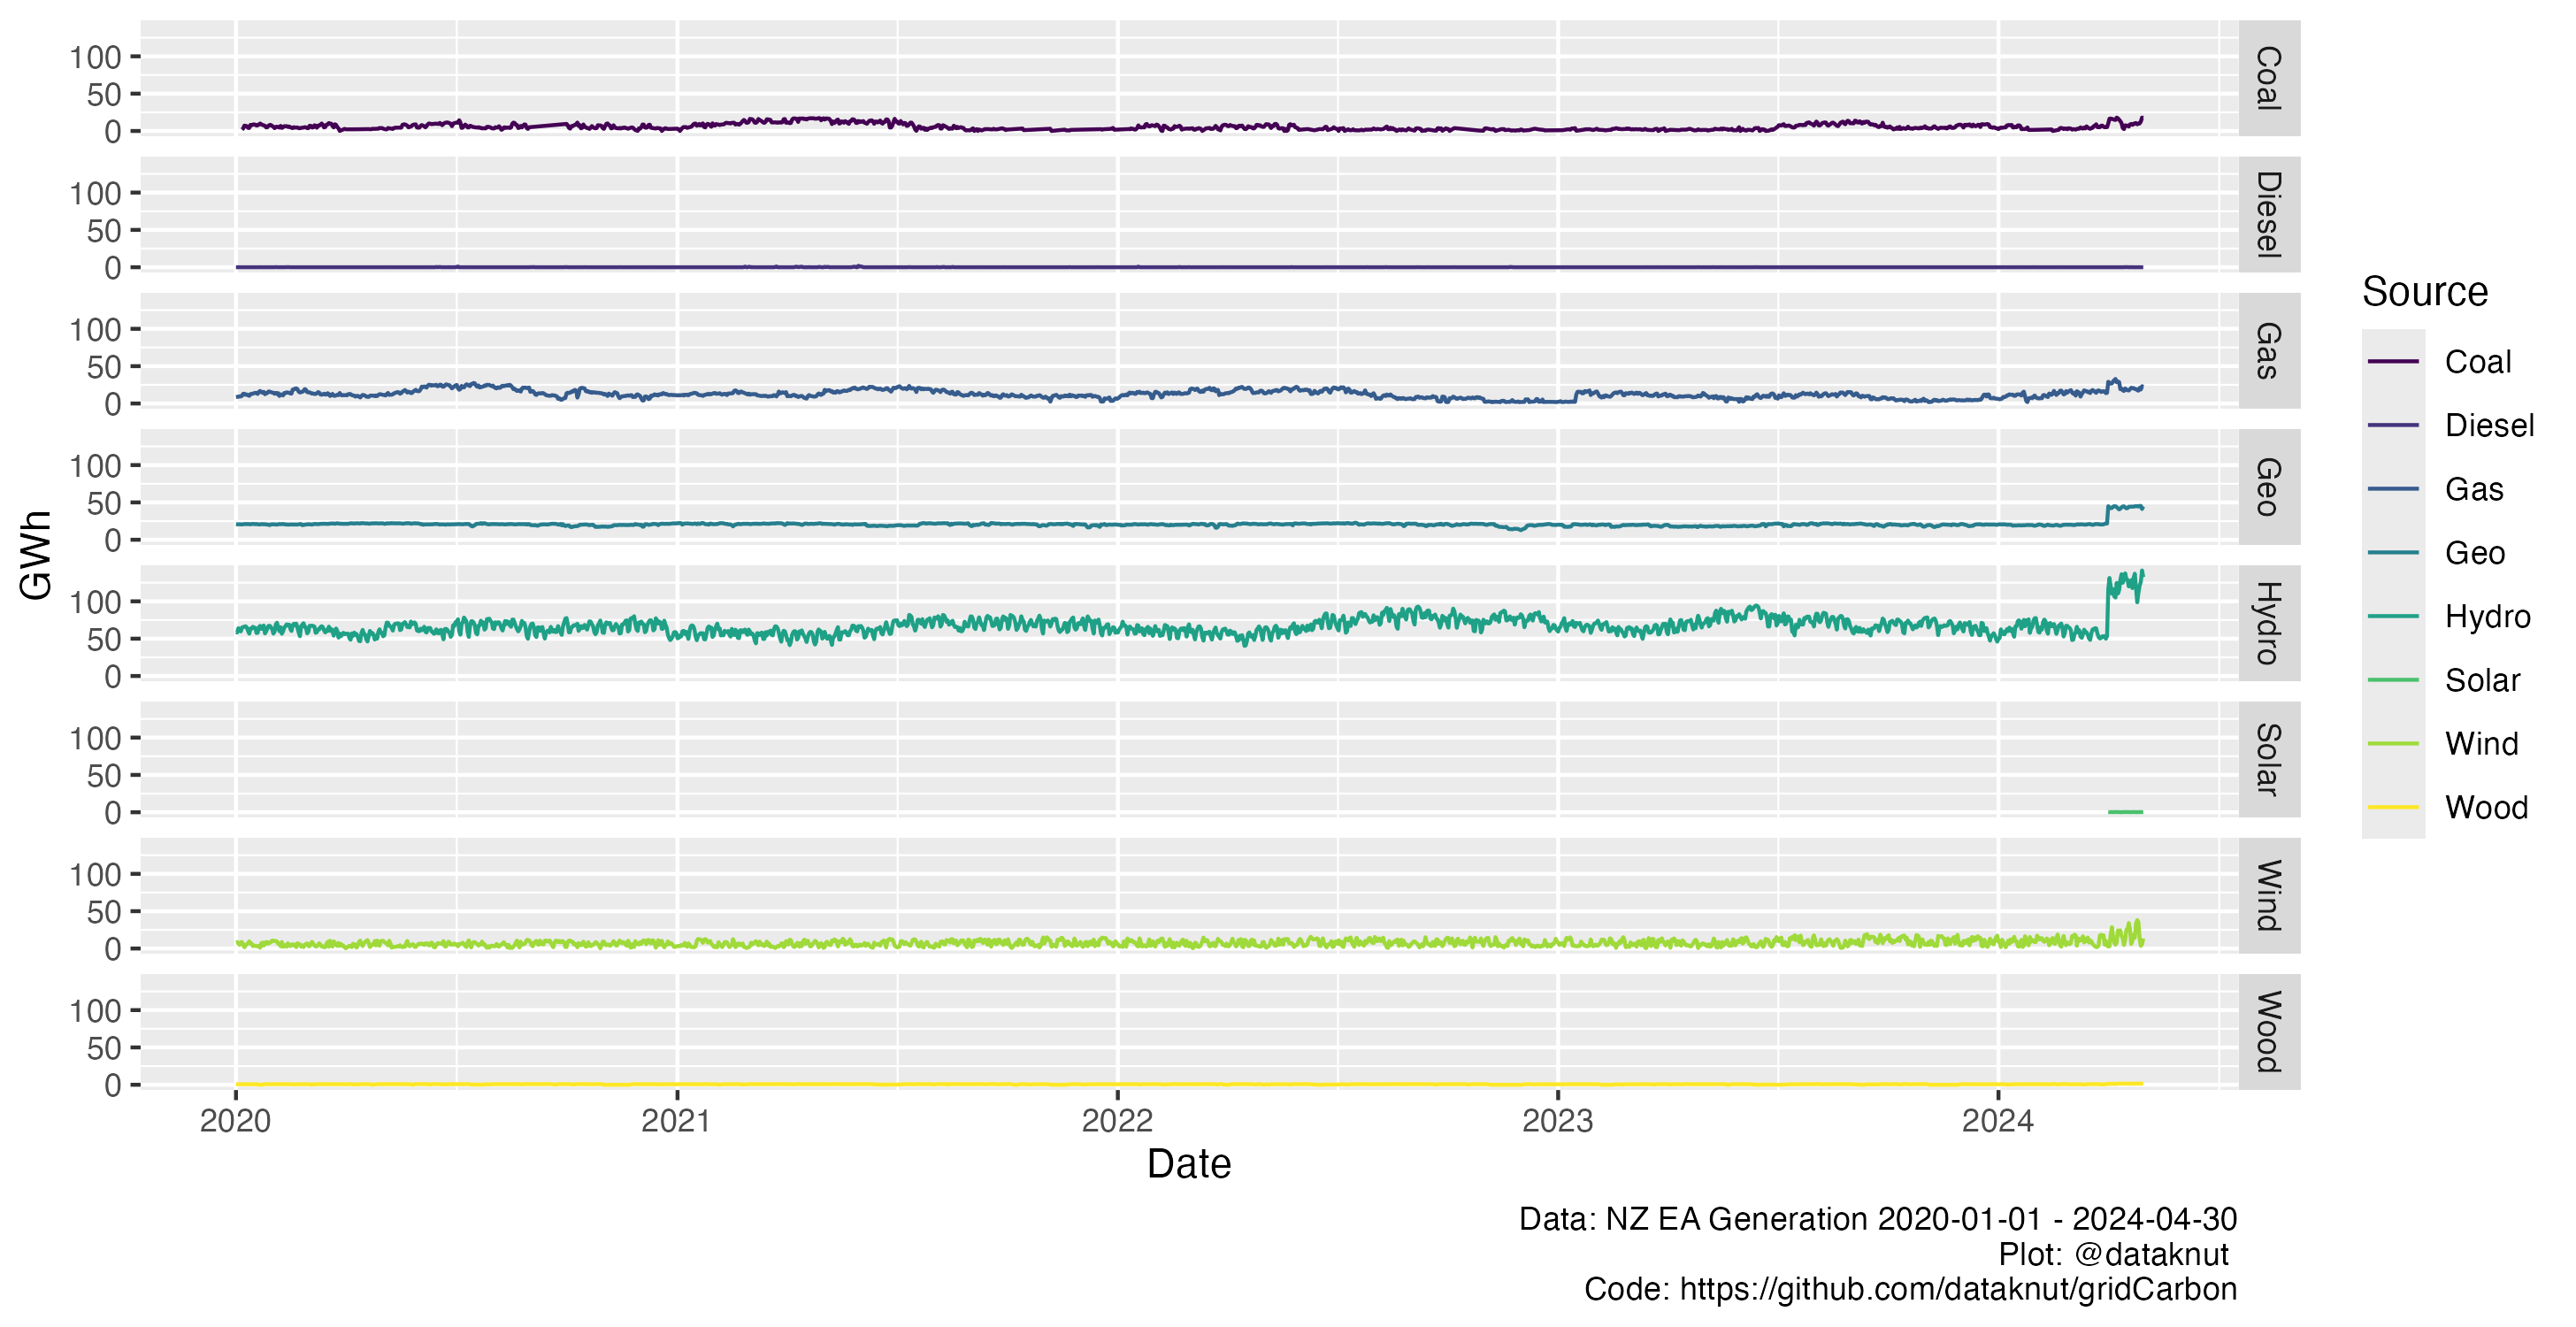 GWh
100
50
0
Coal
100
50
0
Diesel
100
50
0
Gas
100
50
0
Geo
100
50
0
Hydro
100
50
0
Solar
100
50
0
Wind
100
50
0
Wood
2020 2021 2022 2023 2024
Date
Source
Coal
Diesel
Gas
Geo
Hydro
Solar
Wind
Wood
Data: NZ EA Generation 2020-01-01 - 2024-04-30
Plot: @dataknut
Code: https://github.com/dataknut/gridCarbon